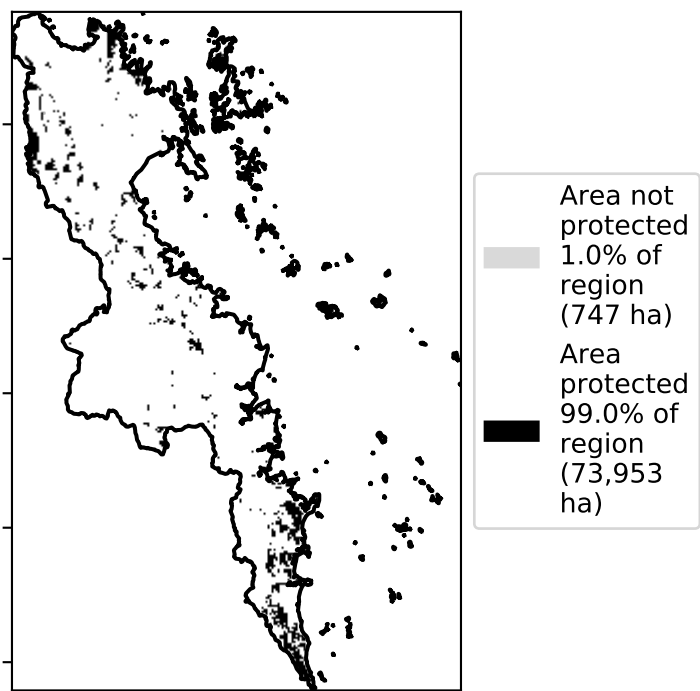 Area not
protected
1.0% of
region
(747 ha)
Area
protected
99.0% of
region
(73,953
ha)